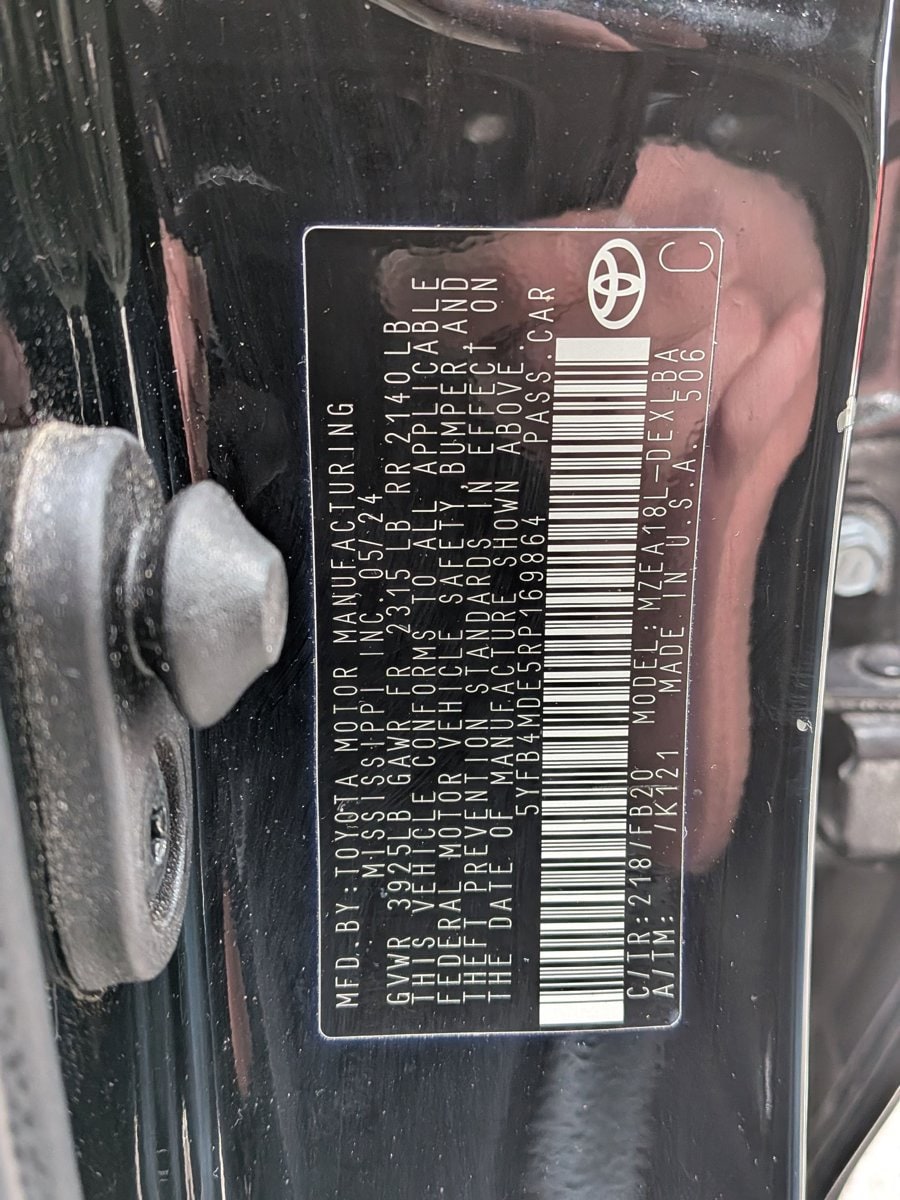 MFD.BY:TOYOTA MOTOR MANUFACTURING
MISSISSIPPI INC. 05/24
GVWR 3925LB GAWR FR 2315 LB RR 2140LB
THIS VEHICLE CONFORMS TO ALL APPLICABLE
FEDERAL MOTOR VEHICLE SAFETY, BUMPER, AND
THEFT PREVENTION STANDARDS IN EFFECT ON
THE DATE OF MANUFACTURE SHOWN ABOVE.
5YFB4MDE5RP169864 PASS.CAR
C/TR:218/FB20 MODEL:MZEA18L-DEXLBA
A/TM: /K121 MADE IN U.S.A. 506
C